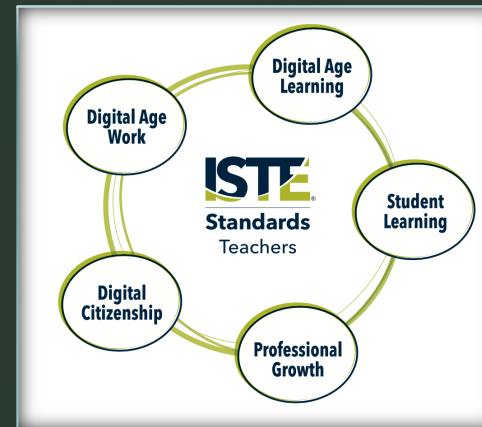 Digital Age
Learning
Digital Age
Work
ISTE®
Standards
Teachers
Student
Learning
Digital
Citizenship
Professional
Growth